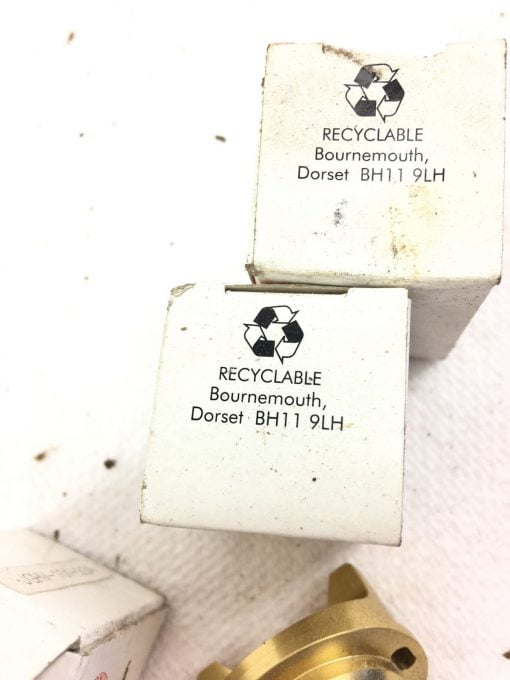 RECYCLABLE
Bournemouth,
Dorset BH11 9LH
RECYCLABLE
Bournemouth,
Dorset BH11 9LH